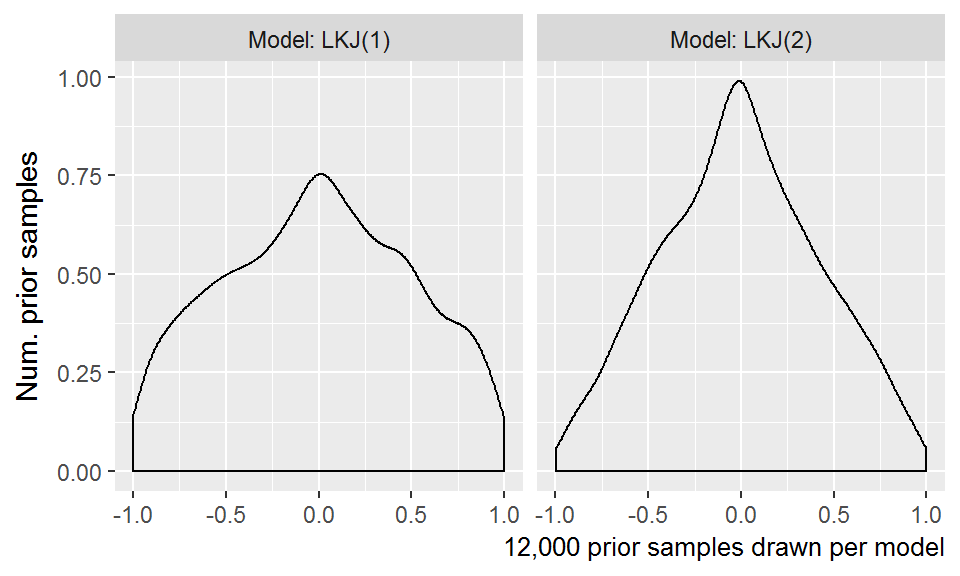 Model: LKJ(1)
Model: LKJ(2)
Num. prior samples
1.00
0.75
0.50
0.25
0.00
-1.0 -0.5 0.0 0.5 1.0
-1.0 -0.5 0.0 0.5 1.0
12,000 prior samples drawn per model